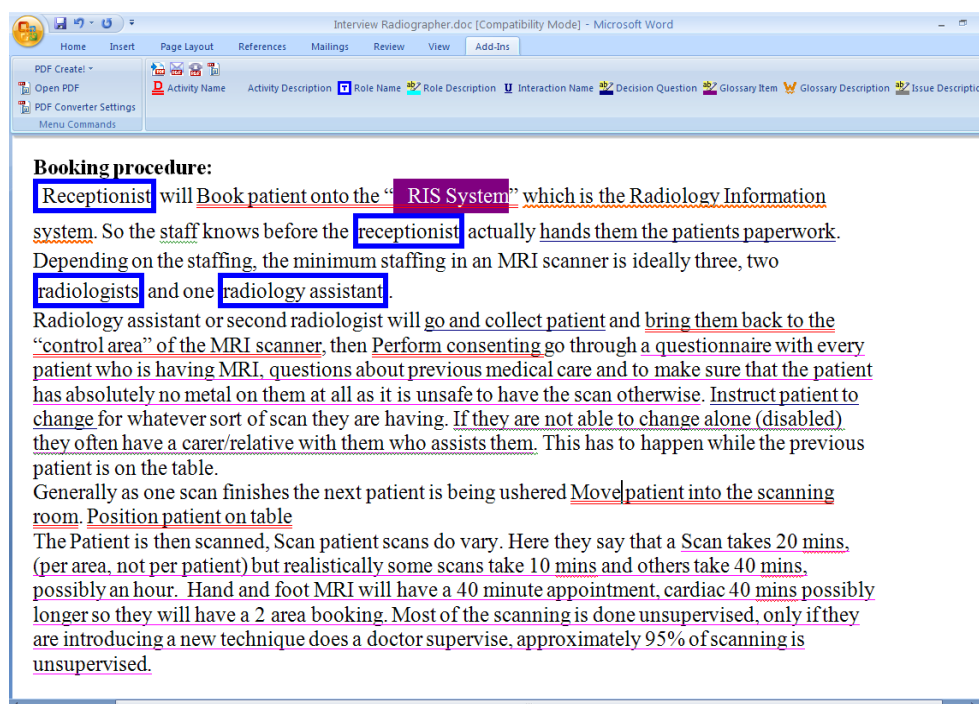 Interview Radiographer.doc [Compatibility Mode] - Microsoft Word
Home Insert Page Layout References Mailings Review View Add-Ins
PDF Create!
Open PDF
PDF Converter Settings
Menu Commands
D Activity Name Activity Description T Role Name Role Description U Interaction Name Decision Question Glossary Item W Glossary Description Issue Descriptio
Booking procedure:
Receptionist will Book patient onto the “ RIS System” which is the Radiology Information
system. So the staff knows before the receptionist actually hands them the patients paperwork.
Depending on the staffing, the minimum staffing in an MRI scanner is ideally three, two
radiologists and one radiology assistant.
Radiology assistant or second radiologist will go and collect patient and bring them back to the
“control area” of the MRI scanner, then Perform consenting go through a questionnaire with every
patient who is having MRI, questions about previous medical care and to make sure that the patient
has absolutely no metal on them at all as it is unsafe to have the scan otherwise. Instruct patient to
change for whatever sort of scan they are having. If they are not able to change alone (disabled)
they often have a carer/relative with them who assists them. This has to happen while the previous
patient is on the table.
Generally as one scan finishes the next patient is being ushered Move patient into the scanning
room. Position patient on table
The Patient is then scanned, Scan patient scans do vary. Here they say that a Scan takes 20 mins,
(per area, not per patient) but realistically some scans take 10 mins and others take 40 mins,
possibly an hour. Hand and foot MRI will have a 40 minute appointment, cardiac 40 mins possibly
longer so they will have a 2 area booking. Most of the scanning is done unsupervised, only if they
are introducing a new technique does a doctor supervise, approximately 95% of scanning is
unsupervised.